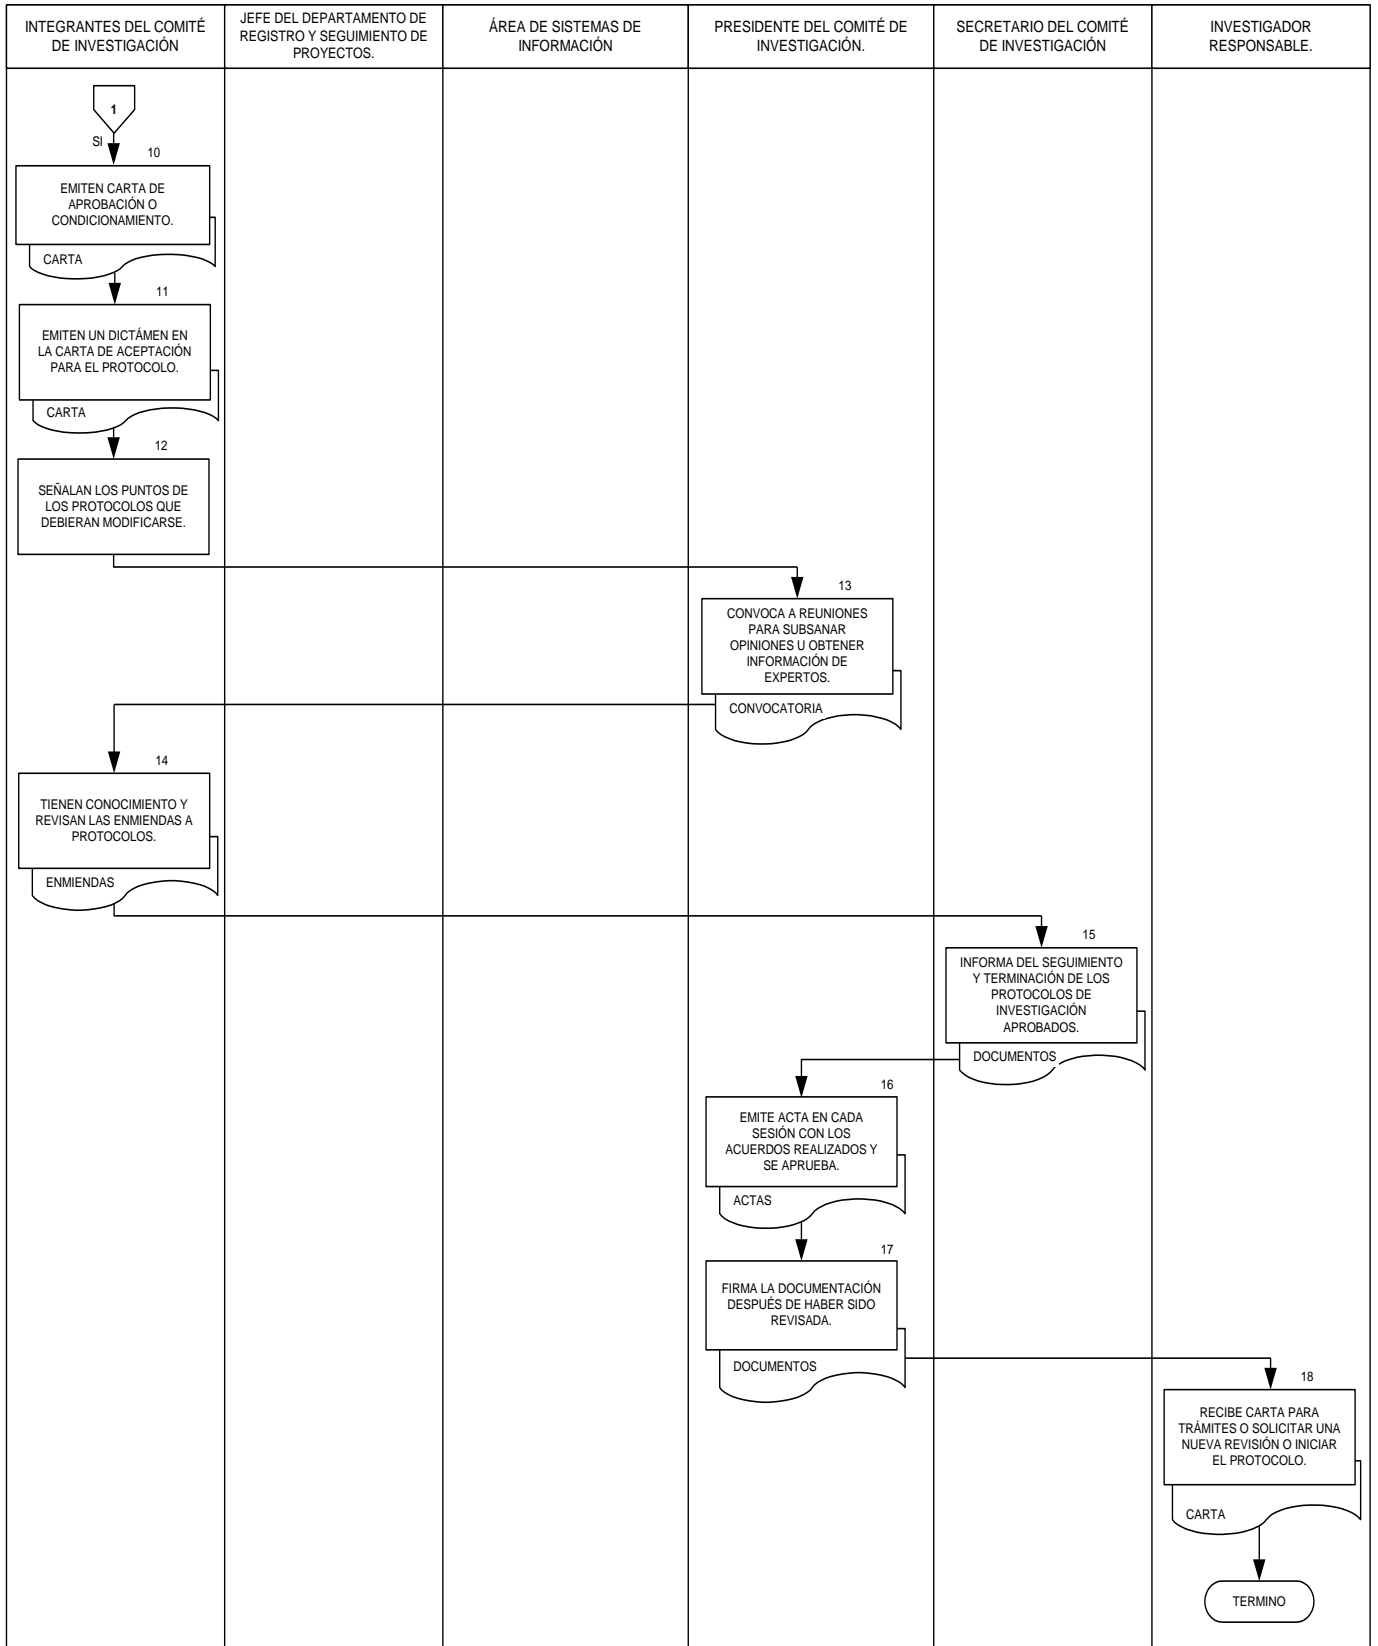 INTEGRANTES DEL COMITÉ
DE INVESTIGACIÓN
JEFE DEL DEPARTAMENTO DE
REGISTRO Y SEGUIMIENTO DE
PROYECTOS.
ÁREA DE SISTEMAS DE
INFORMACIÓN
PRESIDENTE DEL COMITÉ DE
INVESTIGACIÓN.
SECRETARIO DEL COMITÉ
DE INVESTIGACIÓN
INVESTIGADOR
RESPONSABLE.
1
SI
10
EMITEN CARTA DE
APROBACIÓN O
CONDICIONAMIENTO.
CARTA
11
EMITEN UN DICTÁMEN EN
LA CARTA DE ACEPTACIÓN
PARA EL PROTOCOLO.
CARTA
12
SEÑALAN LOS PUNTOS DE
LOS PROTOCOLOS QUE
DEBIERAN MODIFICARSE.
13
CONVOCA A REUNIONES
PARA SUBSANAR
OPINIONES U OBTENER
INFORMACIÓN DE
EXPERTOS.
CONVOCATORIA
14
TIENEN CONOCIMIENTO Y
REVISAN LAS ENMIENDAS A
PROTOCOLOS.
ENMIENDAS
15
INFORMA DEL SEGUIMIENTO
Y TERMINACIÓN DE LOS
PROTOCOLOS DE
INVESTIGACIÓN
APROBADOS.
DOCUMENTOS
16
EMITE ACTA EN CADA
SESIÓN CON LOS
ACUERDOS REALIZADOS Y
SE APRUEBA.
ACTAS
17
FIRMA LA DOCUMENTACIÓN
DESPUÉS DE HABER SIDO
REVISADA.
DOCUMENTOS
18
RECIBE CARTA PARA
TRÁMITES O SOLICITAR UNA
NUEVA REVISIÓN O INICIAR
EL PROTOCOLO.
CARTA
TERMINO